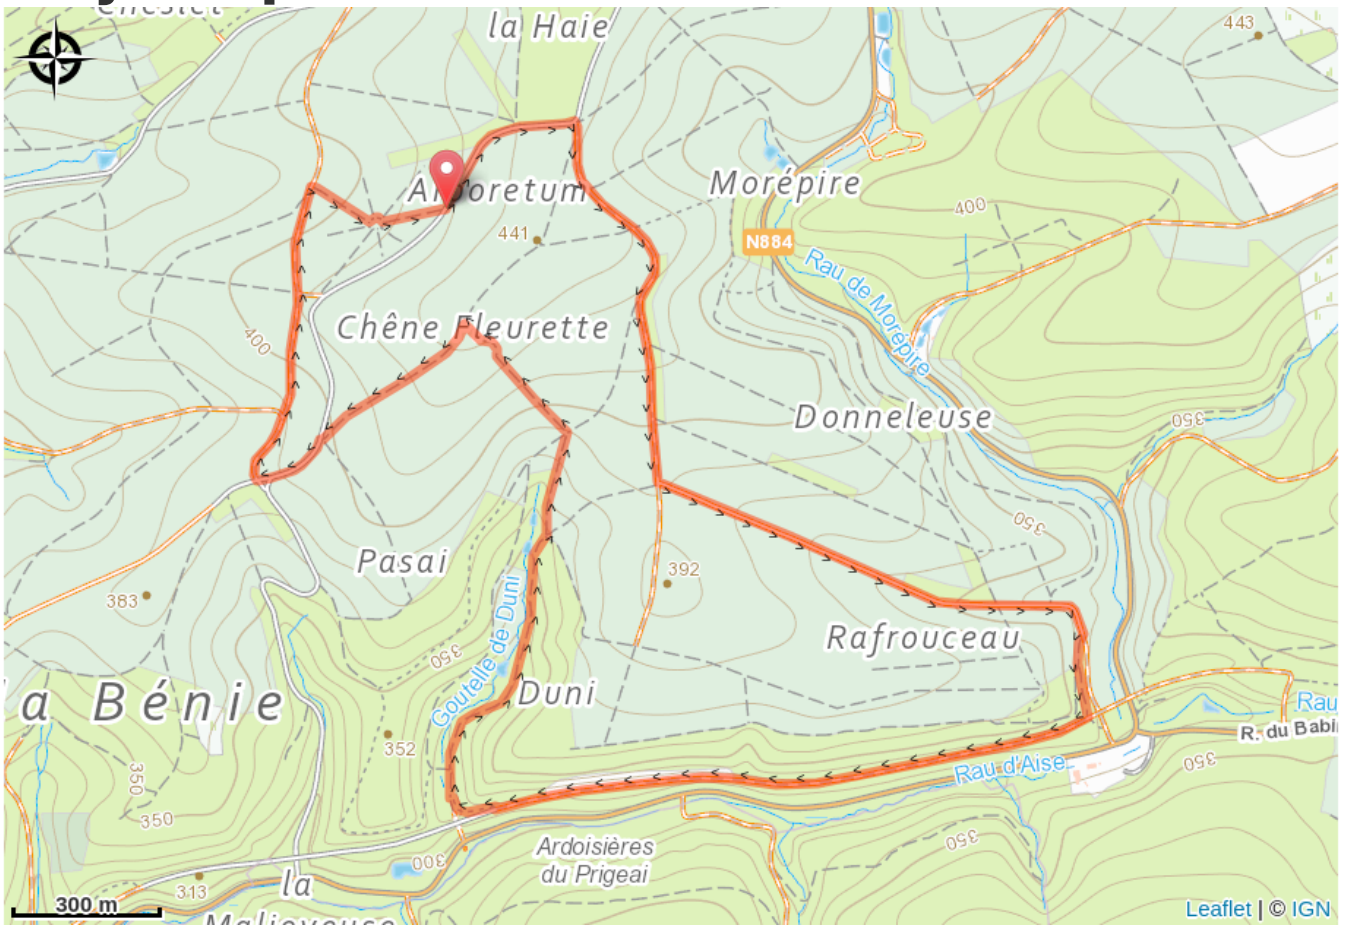 la Haie
443
Arboretum
Morépire
400
441
N884
Rau de Morépire
Chêne Fleurette
400
Donneleuse
350
350
Pasai
392
383
Goutelle de Duni
Rafrouceau
350
Duni
a Bénie
Rau
R. du Babi
352
Rau d'Aise
350
350
350
350
Ardoisières
du Prigeai
300
313
la
300 m
Leaflet | © IGN